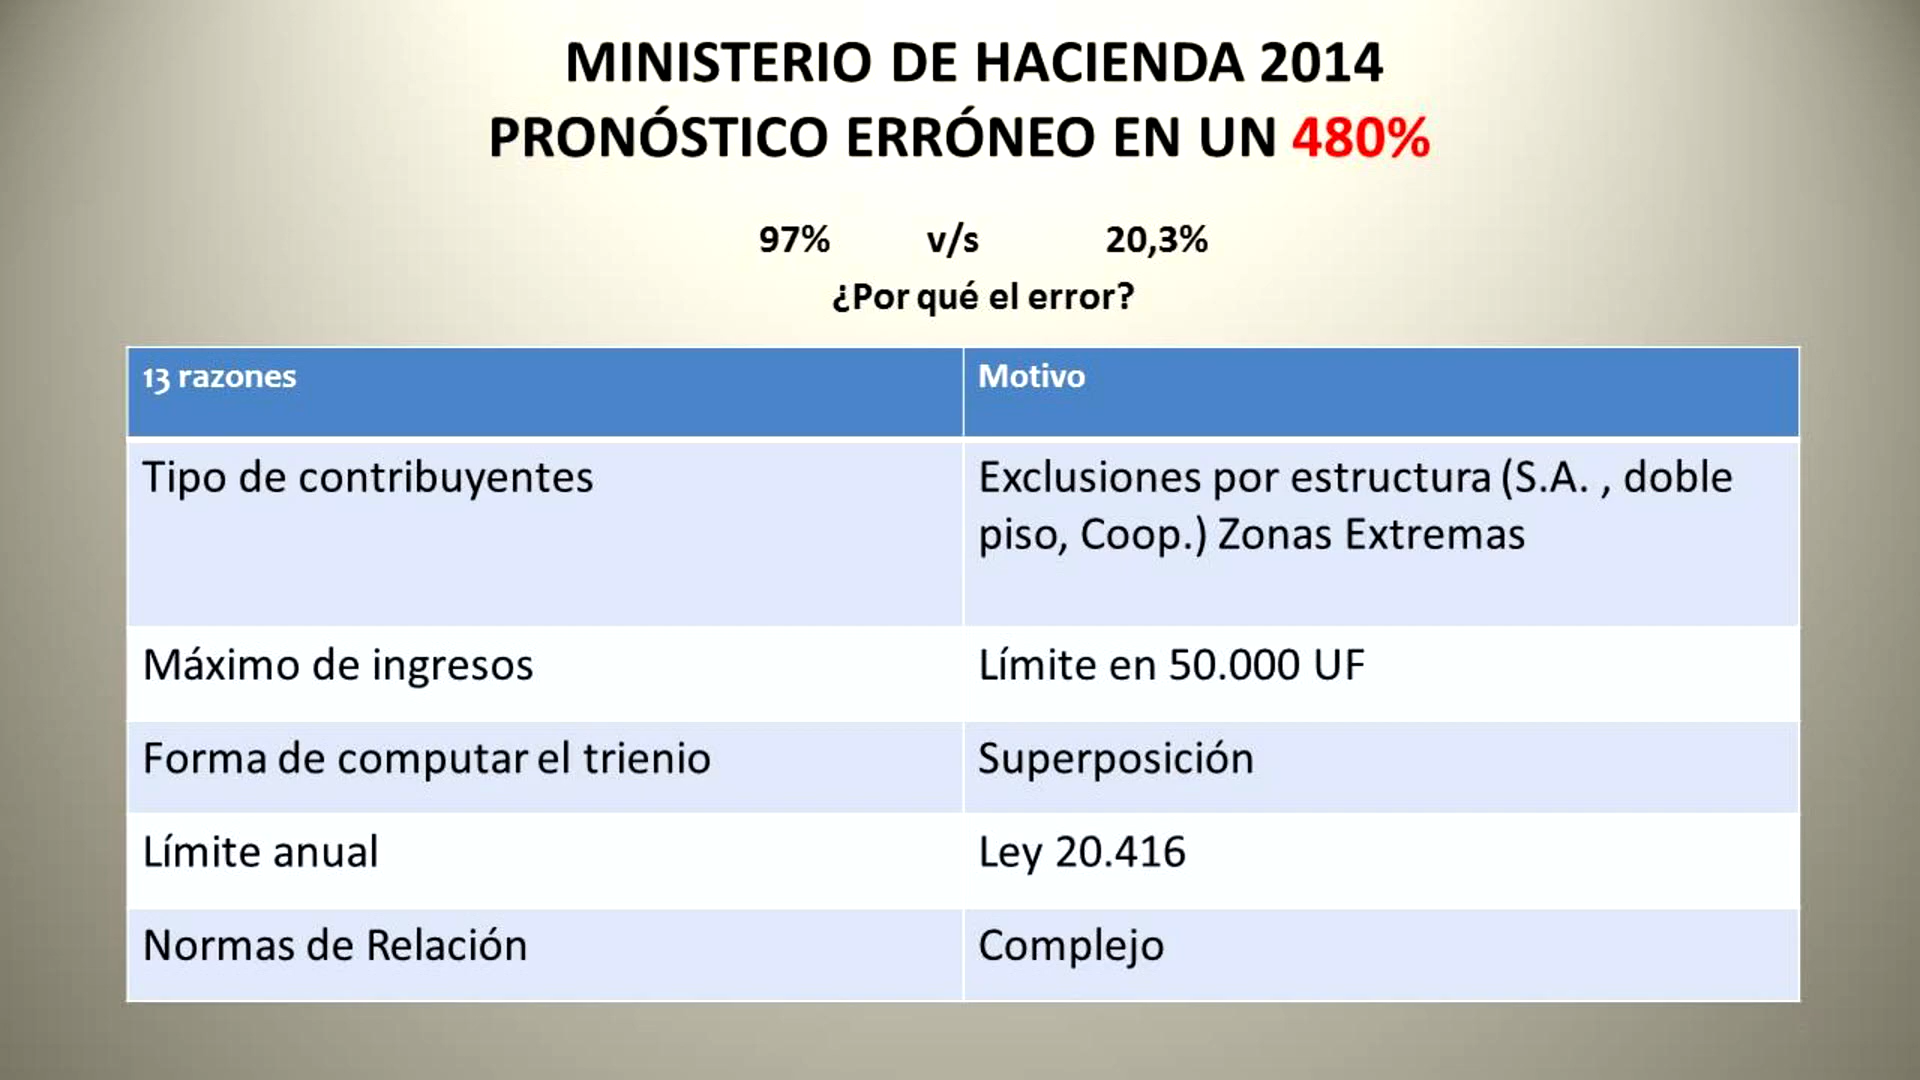 MINISTERIO DE HACIENDA 2014
PRONÓSTICO ERRÓNEO EN UN 480%
97% v/s 20,3%
¿Por qué el error?
13 razones
Motivo
Tipo de contribuyentes
Exclusiones por estructura (S.A. , doble
piso, Coop.) Zonas Extremas
Máximo de ingresos
Límite en 50.000 UF
Forma de computar el trienio
Superposición
Límite anual
Ley 20.416
Normas de Relación
Complejo